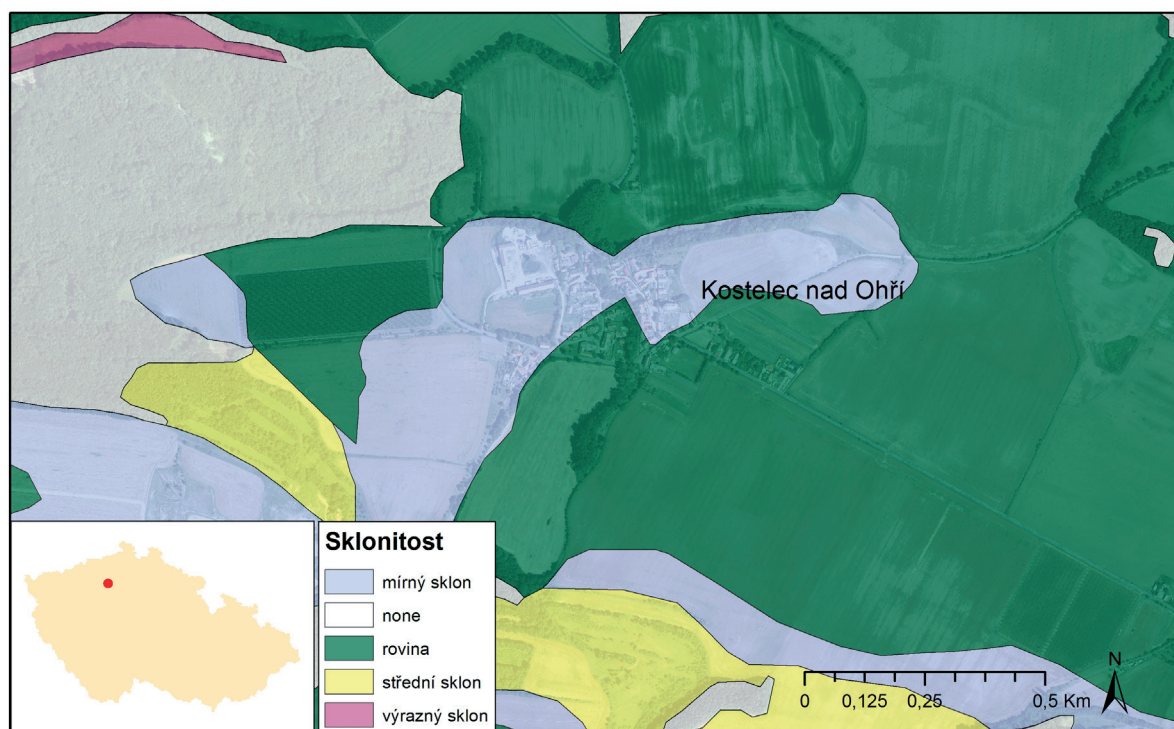 Kostelec nad Ohří
Sklonitost
mírný sklon
none
rovina
střední sklon
výrazný sklon
0 0,125 0,25 0,5 Km
N